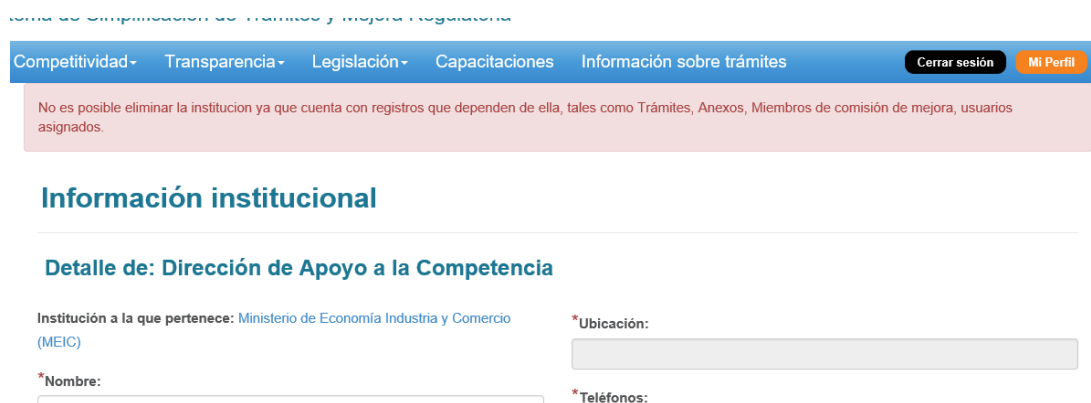 Competitividad Transparencia Legislación Capacitaciones Información sobre trámites Cerrar sesión Mi Perfil
No es posible eliminar la institucion ya que cuenta con registros que dependen de ella, tales como Trámites, Anexos, Miembros de comisión de mejora, usuarios
asignados.
Información institucional
Detalle de: Dirección de Apoyo a la Competencia
Institución a la que pertenece: Ministerio de Economía Industria y Comercio
(MEIC)
*Ubicación:
*Nombre:
*Teléfonos: